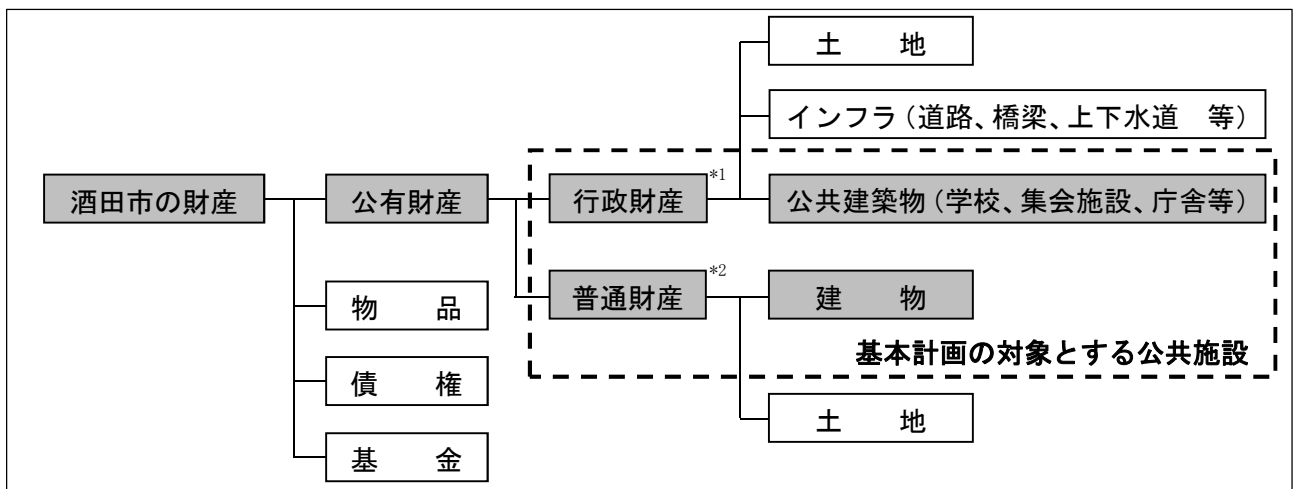 土　　地
インフラ（道路、橋梁、上下水道　等）
酒田市の財産
公有財産
行政財産
*1
公共建築物（学校、集会施設、庁舎等）
普通財産
*2
建　　物
基本計画の対象とする公共施設
物　　品
債　　権
土　　地
基　　金